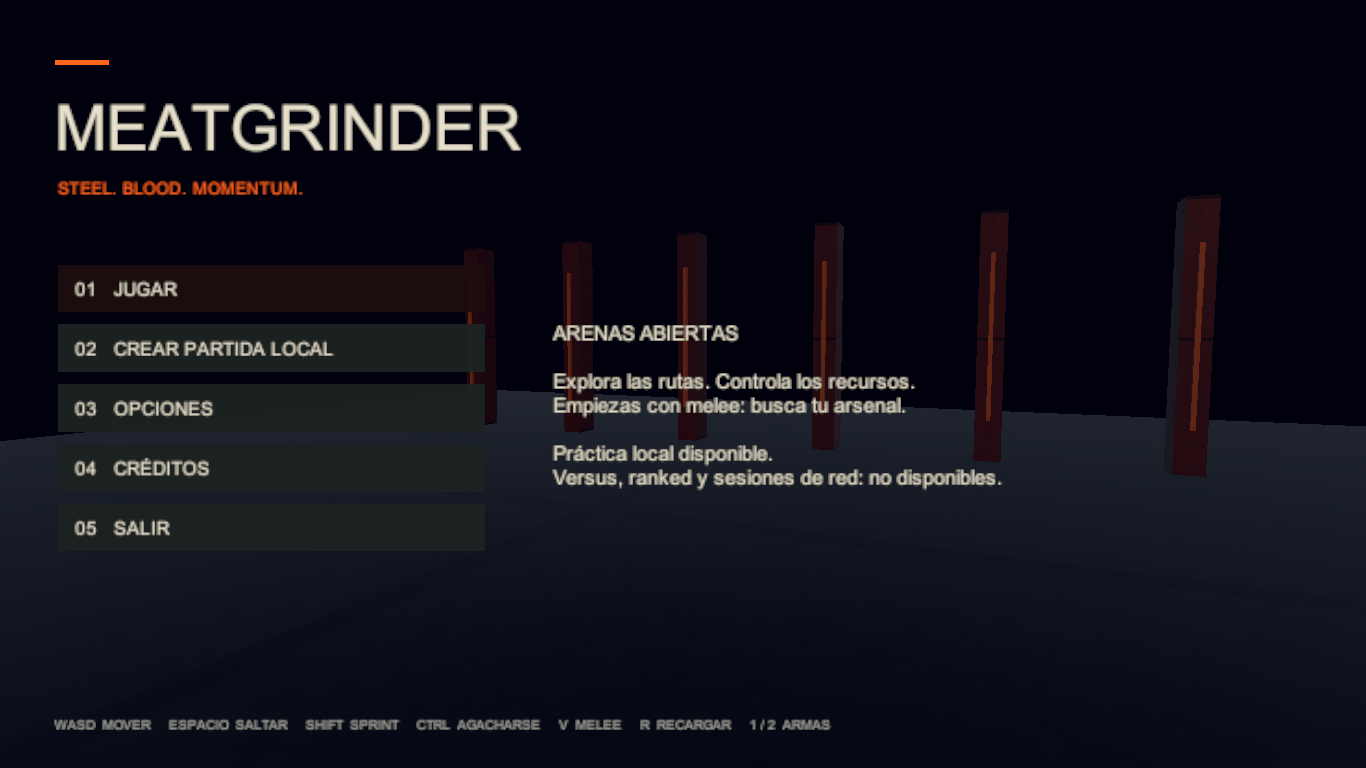 MEATGRINDER
STEEL. BLOOD. MOMENTUM.
01 JUGAR
02 CREAR PARTIDA LOCAL
03 OPCIONES
04 CRÉDITOS
05 SALIR
ARENAS ABIERTAS
Explora las rutas. Controla los recursos.
Empiezas con melee: busca tu arsenal.
Práctica local disponible.
Versus, ranked y sesiones de red: no disponibles.
WASD MOVER ESPACIO SALTAR SHIFT SPRINT CTRL AGACHARSE V MELEE R RECARGAR 1/2 ARMAS